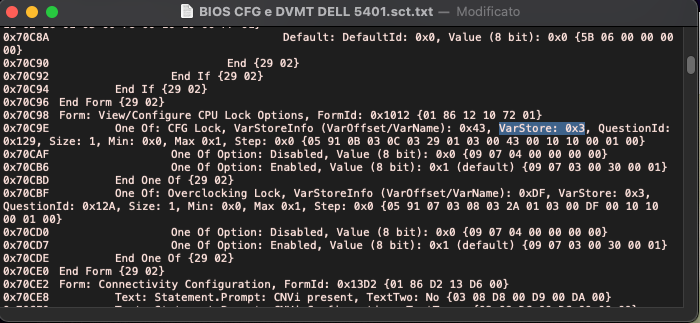 BIOS CFG e DVMT DELL 5401.sct.txt — Modificato
0x70C8A Default: DefaultId: 0x0, Value (8 bit): 0x0 {5B 06 00 00 00
00}
0x70C90 End {29 02}
0x70C92 End If {29 02}
0x70C94 End If {29 02}
0x70C96 End Form {29 02}
0x70C98 Form: View/Configure CPU Lock Options, FormId: 0x1012 {01 86 12 10 72 01}
0x70C9E One Of: CFG Lock, VarStoreInfo (VarOffset/VarName): 0x43, VarStore: 0x3, QuestionId:
0x129, Size: 1, Min: 0x0, Max 0x1, Step: 0x0 {05 91 0B 03 0C 03 29 01 03 00 43 00 10 10 00 01 00}
0x70CAF One Of Option: Disabled, Value (8 bit): 0x0 {09 07 04 00 00 00 00}
0x70CB6 One Of Option: Enabled, Value (8 bit): 0x1 (default) {09 07 03 00 30 00 01}
0x70CBD End One Of {29 02}
0x70CBF One Of: Overclocking Lock, VarStoreInfo (VarOffset/VarName): 0xDF, VarStore: 0x3,
QuestionId: 0x12A, Size: 1, Min: 0x0, Max 0x1, Step: 0x0 {05 91 07 03 08 03 2A 01 03 00 DF 00 10 10
00 01 00}
0x70CD0 One Of Option: Disabled, Value (8 bit): 0x0 {09 07 04 00 00 00 00}
0x70CD7 One Of Option: Enabled, Value (8 bit): 0x1 (default) {09 07 03 00 30 00 01}
0x70CDE End One Of {29 02}
0x70CE0 End Form {29 02}
0x70CE2 Form: Connectivity Configuration, FormId: 0x13D2 {01 86 D2 13 D6 00}
0x70CE8 Text: Statement.Prompt: CNVi present, TextTwo: No {03 08 D8 00 D9 00 DA 00}